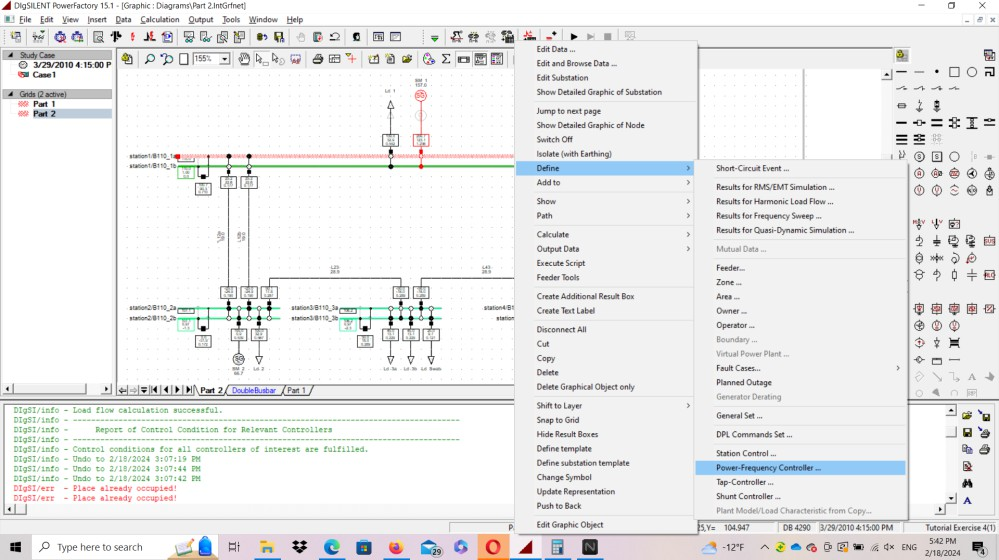 DIgSILENT PowerFactory 15.1 - [Graphic : Diagrams\Part 2.IntGrfnet]
File Edit View Insert Data Calculation Output Tools Window Help
155%
Study Case
3/29/2010 4:15:00 P
Case1
Grids (2 active)
Part 1
Part 2
SM 1
157.0
SG
Ld. 1
station1/B110_1a
station1/B110_1b
station2/B110_2a
station2/B110_2b
station3/B110_3a
station3/B110_3b
station4/B
L23
28.9
L43
SG
SM 2
66.7
Ld. 2
Ld. 3a
Ld. 3b
Edit Data ...
Edit and Browse Data ...
Edit Substation
Show Detailed Graphic of Substation
Jump to next page
Show Detailed Graphic of Node
Switch Off
Isolate (with Earthing)
Define
Add to
Show
Path
Calculate
Output Data
Execute Script
Feeder Tools
Create Additional Result Box
Create Text Label
Disconnect All
Cut
Copy
Delete
Delete Graphical Object only
Shift to Layer
Snap to Grid
Hide Result Boxes
Define template
Define substation template
Change Symbol
Update Representation
Push to Back
Edit Graphic Object
Short-Circuit Event ...
Results for RMS/EMT Simulation ...
Results for Harmonic Load Flow ...
Results for Frequency Sweep ...
Results for Quasi-Dynamic Simulation ...
Mutual Data ...
Feeder...
Zone ...
Area ...
Owner ...
Operator ...
Boundary ...
Virtual Power Plant ...
Fault Cases...
Planned Outage
Generator Derating
General Set ...
DPL Commands Set ...
Station Control ...
Power-Frequency Controller ...
Tap-Controller ...
Shunt Controller ...
Plant Model/Load Characteristic from Copy...
Part 2 DoubleBusbar Part 1
DIgSI/info - Load flow calculation successful.
DIgSI/info - ----------------------------------------------------------------------
DIgSI/info - Report of Control Condition for Relevant Controllers
DIgSI/info - ----------------------------------------------------------------------
DIgSI/info - Control conditions for all controllers of interest are fulfilled.
DIgSI/info - Undo to 2/18/2024 3:07:19 PM
DIgSI/info - Undo to 2/18/2024 3:07:44 PM
DIgSI/info - Undo to 2/18/2024 3:07:42 PM
DIgSI/err - Place already occupied!
DIgSI/err - Place already occupied!
25,Y= 104.947 DB 4290 3/29/2010 4:15:00 PM Tutorial Exercise 4(1)
Type here to search
29
-12°F
5:42 PM
2/18/2024